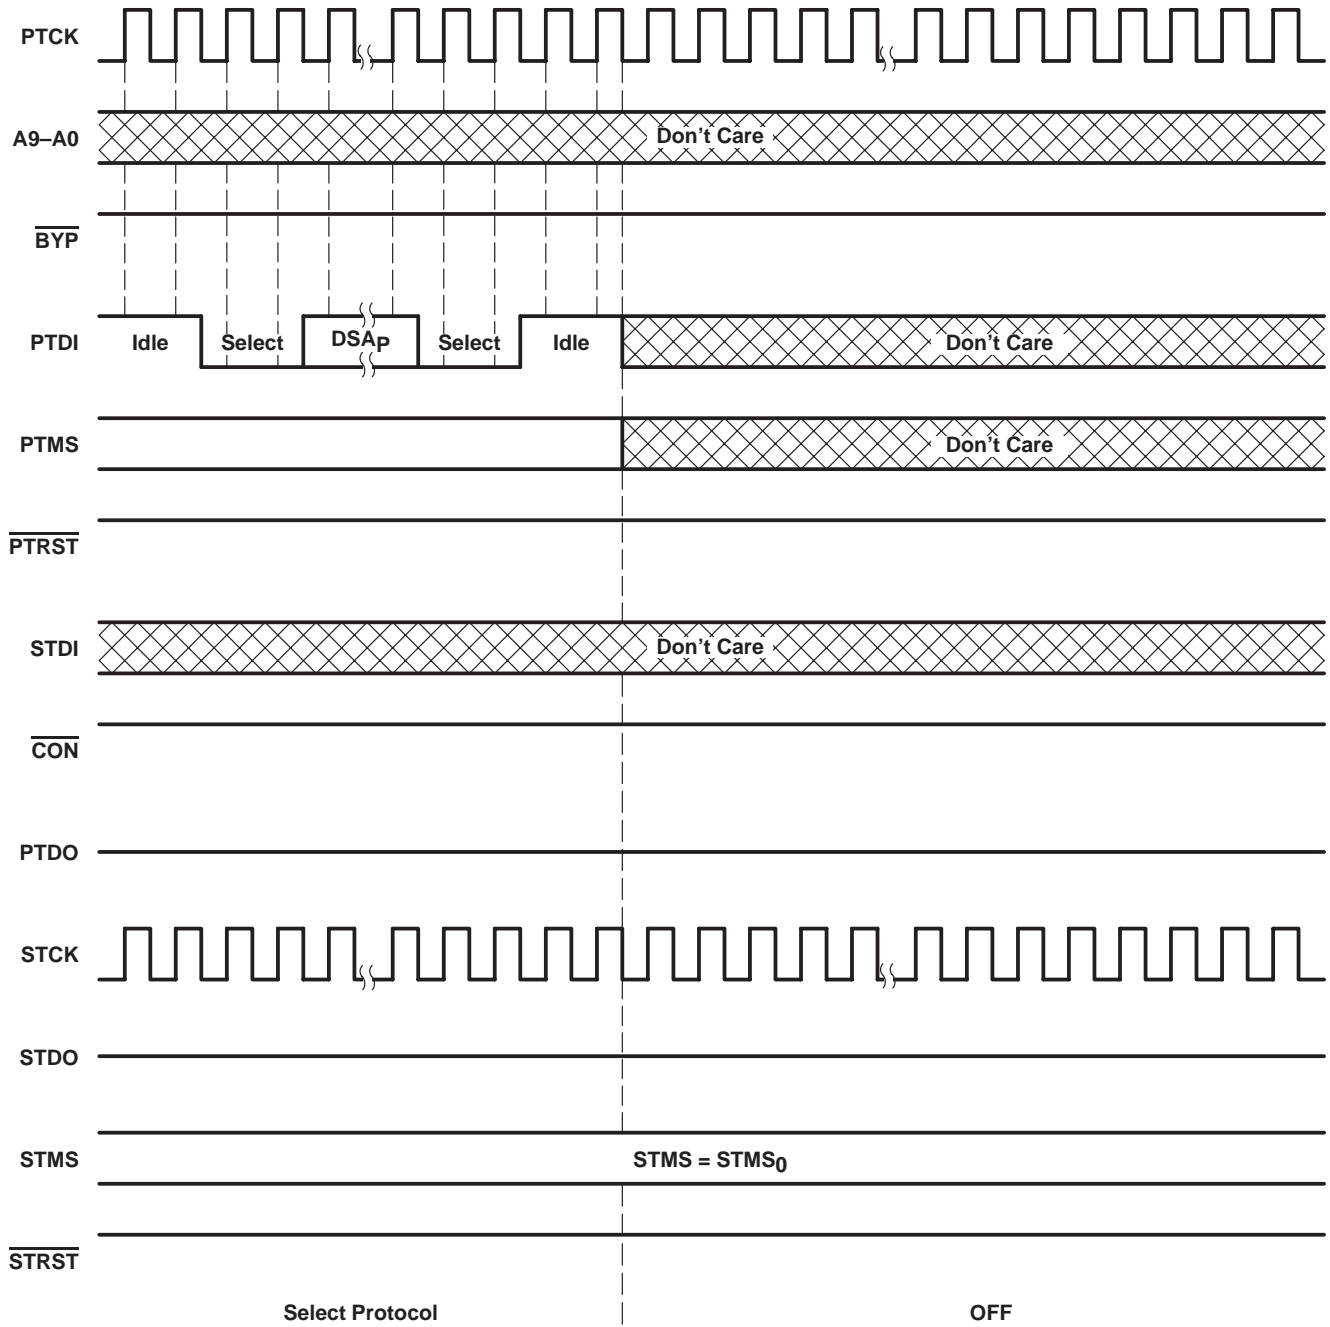 PTCK
A9–A0
Don't Care
BYP
PTDI
Idle
Select
DSAP
Select
Idle
Don't Care
PTMS
Don't Care
PTRST
STDI
Don't Care
CON
PTDO
STCK
STDO
STMS
STMS = STMS0
STRST
Select Protocol
OFF